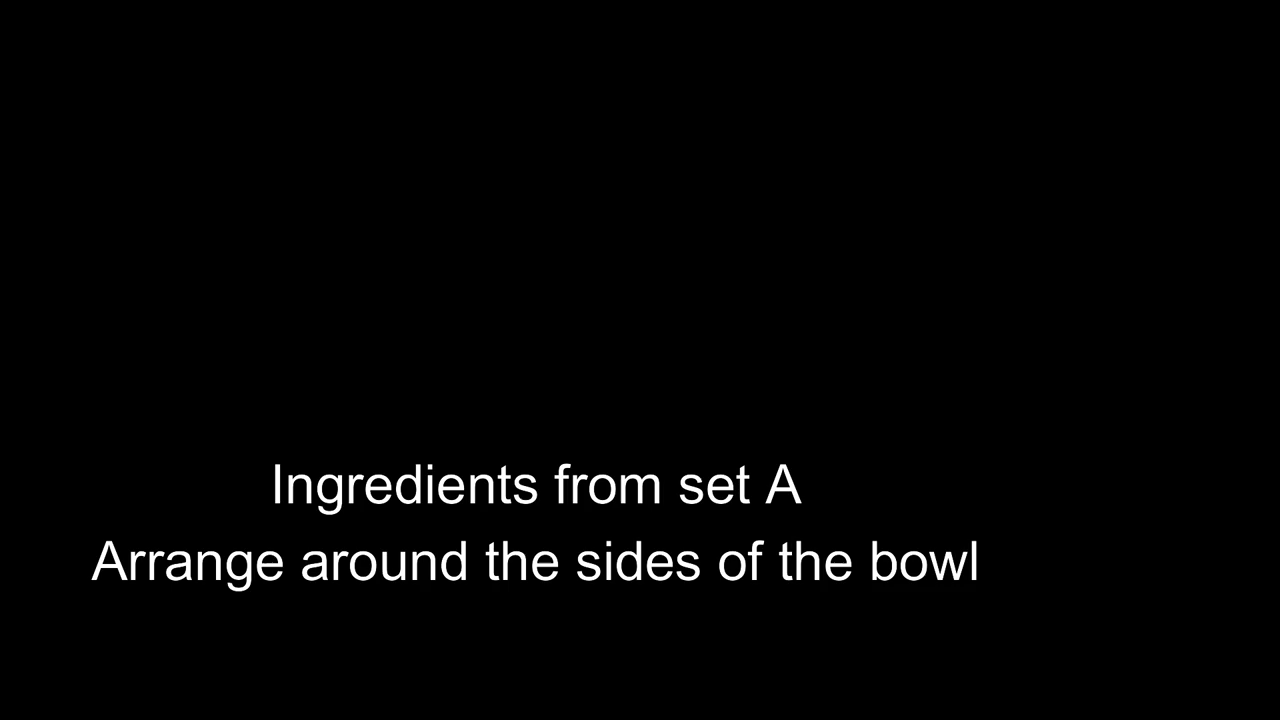 Ingredients from set A
Arrange around the sides of the bowl